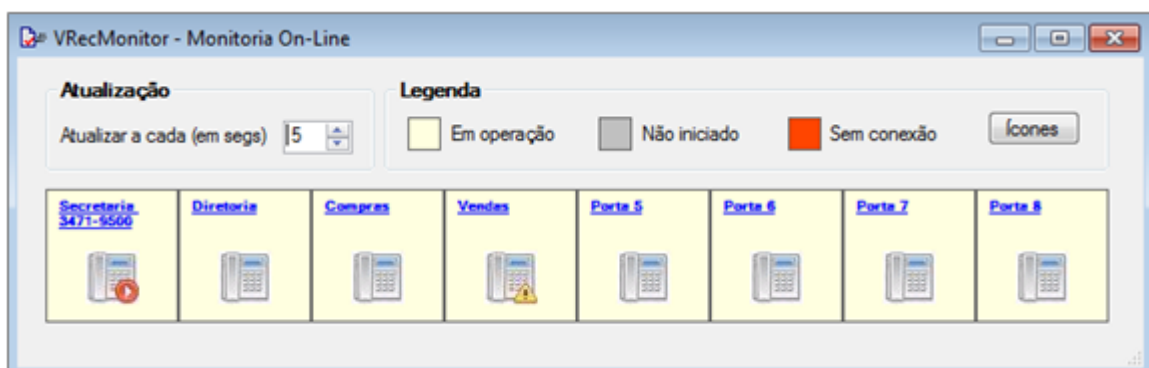 VRecMonitor - Monitoria On-Line
Atualização
Legenda
Atualizar a cada (em segs) 5
Em operação
Não iniciado
Sem conexão
Ícones
Secretaria
3471-9500
Diretoria
Compras
Vendas
Porta 5
Porta 6
Porta 7
Porta 8